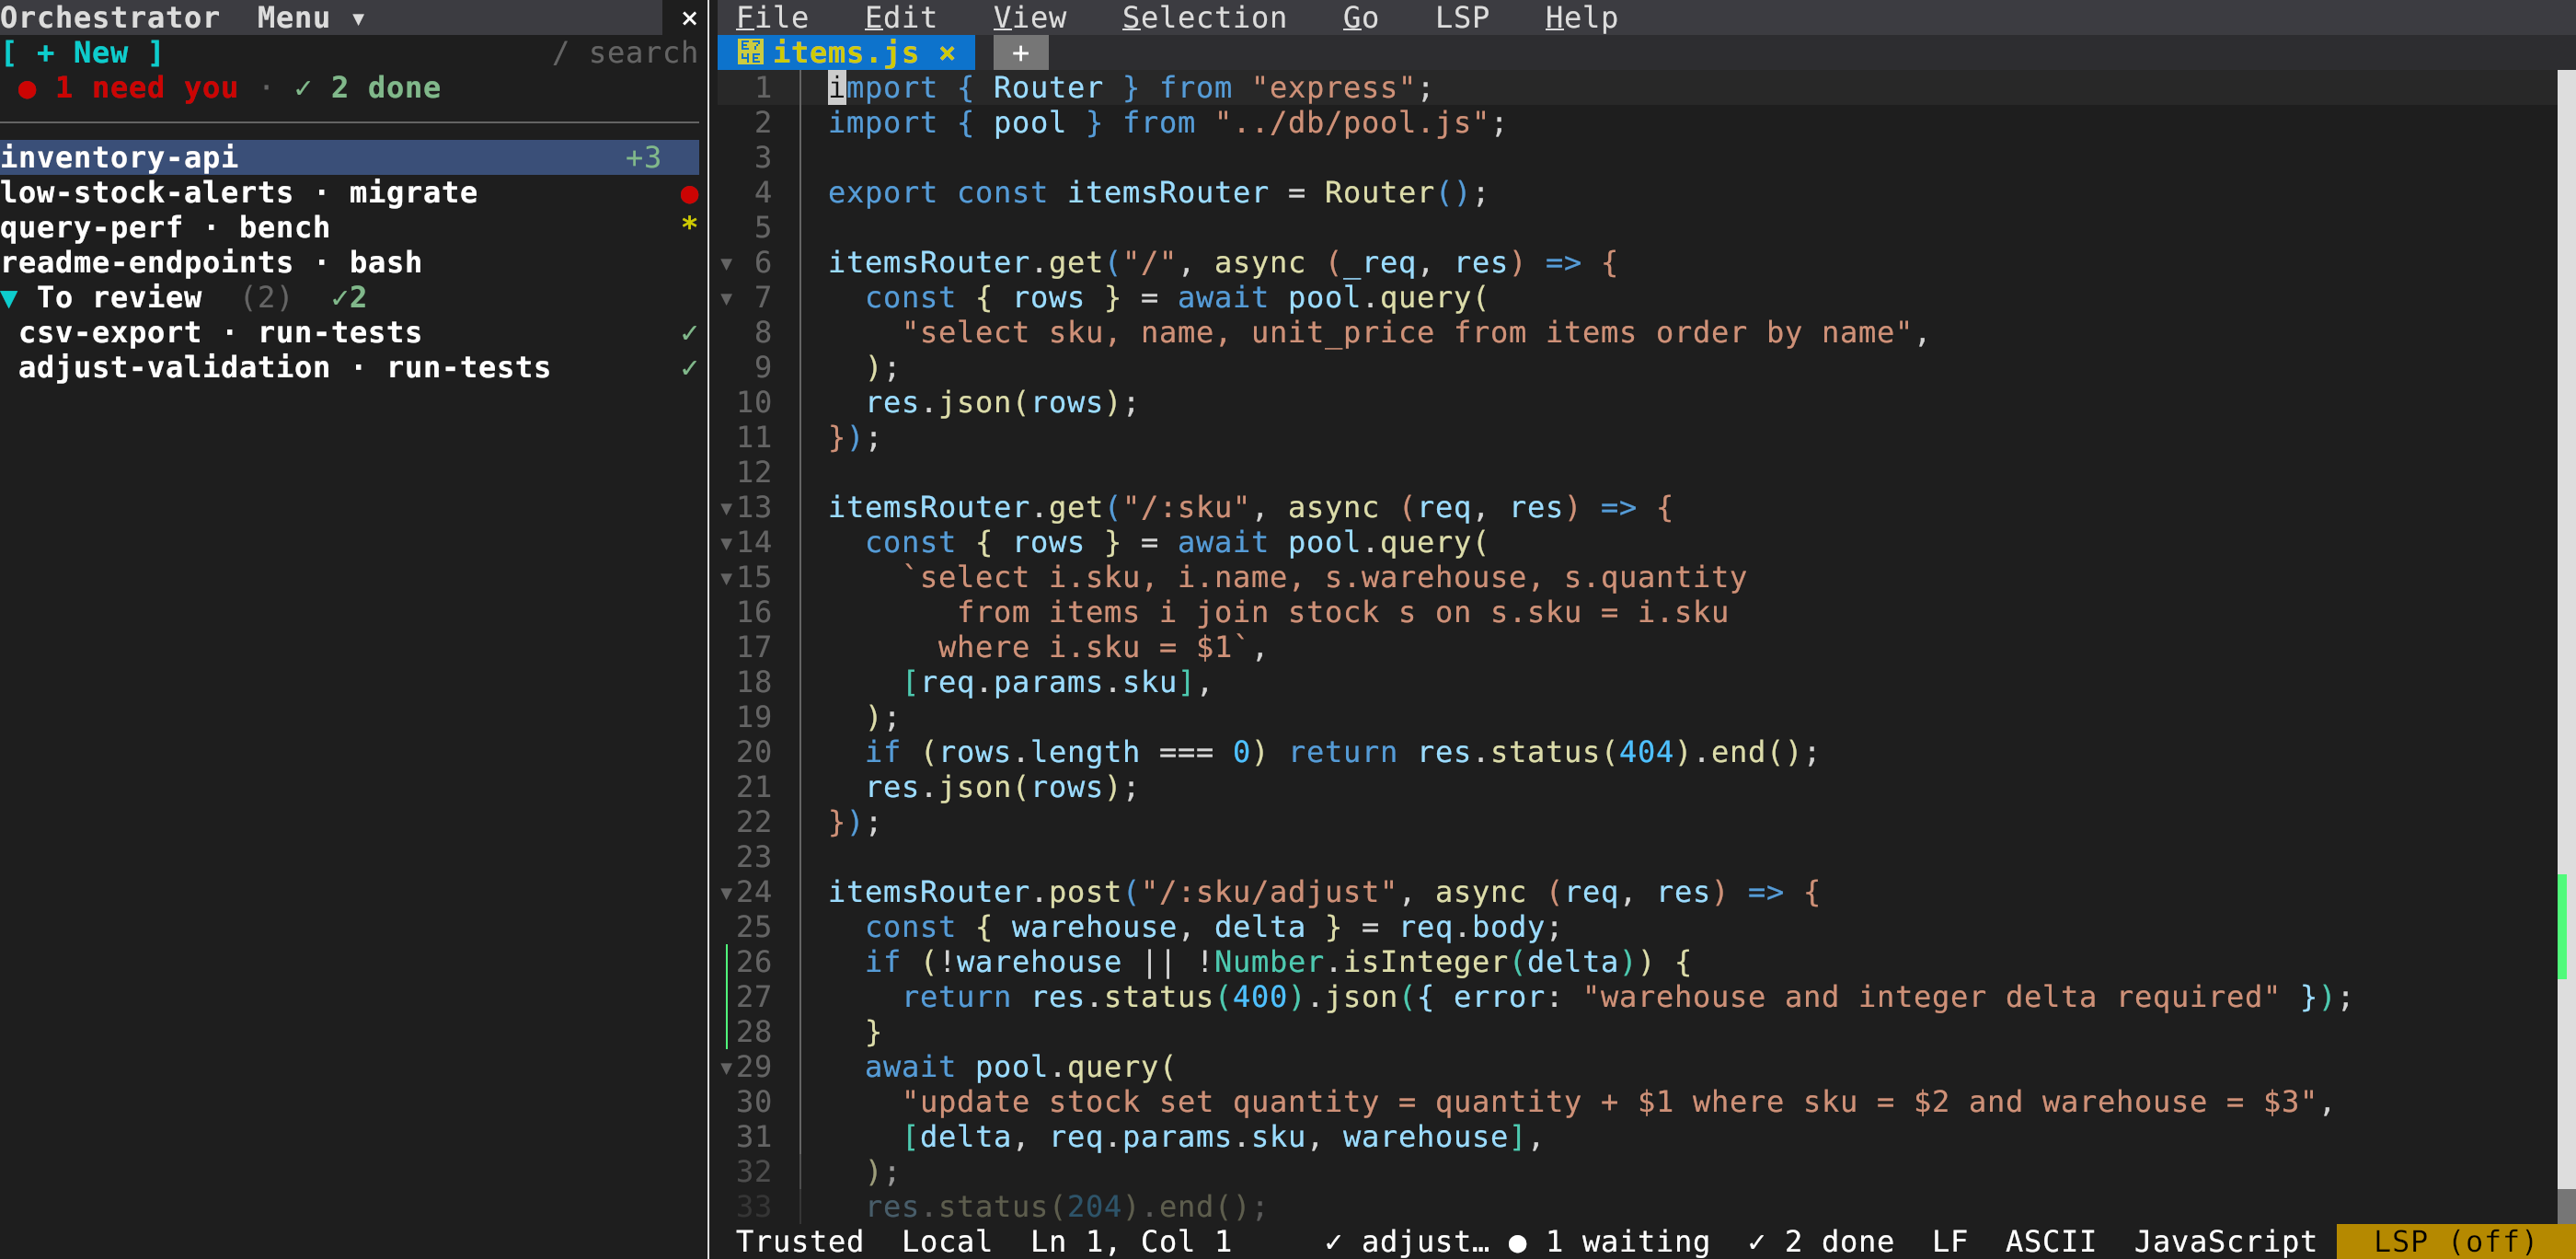 Orchestrator  Menu ▾  ×
[ + New ]  / search
● 1 need you · ✓ 2 done
inventory-api  +3
low-stock-alerts · migrate  ●
query-perf · bench  *
readme-endpoints · bash
▼ To review  (2)  ✓2
csv-export · run-tests  ✓
adjust-validation · run-tests  ✓
File  Edit  View  Selection  Go  LSP  Help
items.js ×  +
1  import { Router } from "express";
2  import { pool } from "../db/pool.js";
3
4  export const itemsRouter = Router();
5
▾ 6  itemsRouter.get("/", async (_req, res) => {
▾ 7    const { rows } = await pool.query(
8      "select sku, name, unit_price from items order by name",
9    );
10    res.json(rows);
11  });
12
▾13  itemsRouter.get("/:sku", async (req, res) => {
▾14    const { rows } = await pool.query(
▾15      `select i.sku, i.name, s.warehouse, s.quantity
16         from items i join stock s on s.sku = i.sku
17        where i.sku = $1`,
18      [req.params.sku],
19    );
20    if (rows.length === 0) return res.status(404).end();
21    res.json(rows);
22  });
23
▾24  itemsRouter.post("/:sku/adjust", async (req, res) => {
25    const { warehouse, delta } = req.body;
26    if (!warehouse || !Number.isInteger(delta)) {
27      return res.status(400).json({ error: "warehouse and integer delta required" });
28    }
▾29    await pool.query(
30      "update stock set quantity = quantity + $1 where sku = $2 and warehouse = $3",
31      [delta, req.params.sku, warehouse],
32    );
33    res.status(204).end();
Trusted  Local  Ln 1, Col 1  ✓ adjust… ● 1 waiting  ✓ 2 done  LF  ASCII  JavaScript  LSP (off)